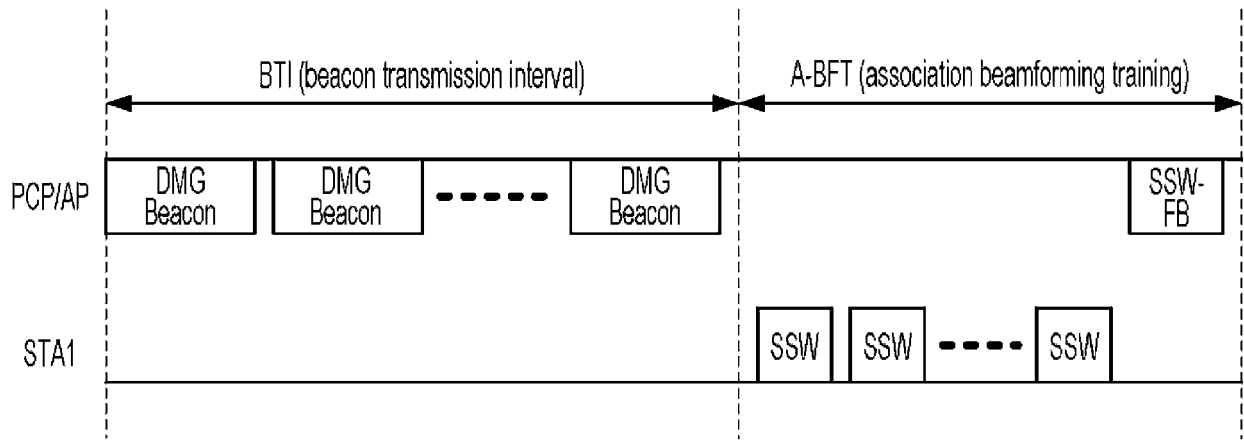 BTI (beacon transmission interval)
A-BFT (association beamforming training)
PCP/AP
DMG
Beacon
DMG
Beacon
DMG
Beacon
SSW-
FB
STA1
SSW
SSW
SSW